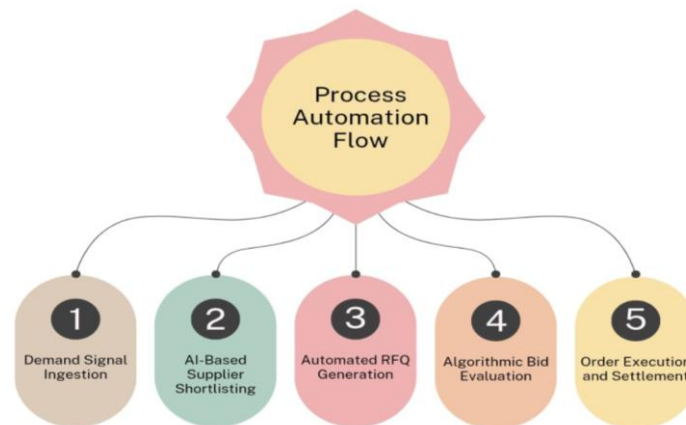 Process
Automation
Flow
1
Demand Signal
Ingestion
2
AI-Based
Supplier
Shortlisting
3
Automated RFQ
Generation
4
Algorithmic Bid
Evaluation
5
Order Execution
and Settlement